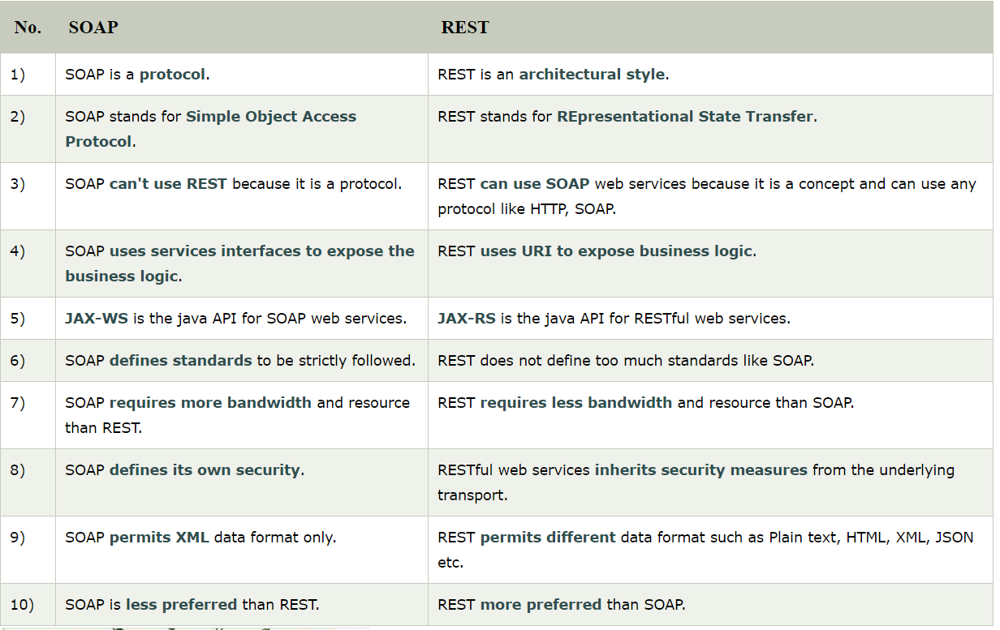 No. SOAP REST
1) SOAP is a protocol. REST is an architectural style.
2) SOAP stands for Simple Object Access REST stands for REpresentational State Transfer.
Protocol.
3) SOAP can't use REST because it is a protocol. REST can use SOAP web services because it is a concept and can use any
protocol like HTTP, SOAP.
4) SOAP uses services interfaces to expose the REST uses URI to expose business logic.
business logic.
5) JAX-WS is the java API for SOAP web services. JAX-RS is the java API for RESTful web services.
6) SOAP defines standards to be strictly followed. REST does not define too much standards like SOAP.
7) SOAP requires more bandwidth and resource REST requires less bandwidth and resource than SOAP.
than REST.
8) SOAP defines its own security. RESTful web services inherits security measures from the underlying
transport.
9) SOAP permits XML data format only. REST permits different data format such as Plain text, HTML, XML, JSON
etc.
10) SOAP is less preferred than REST. REST more preferred than SOAP.